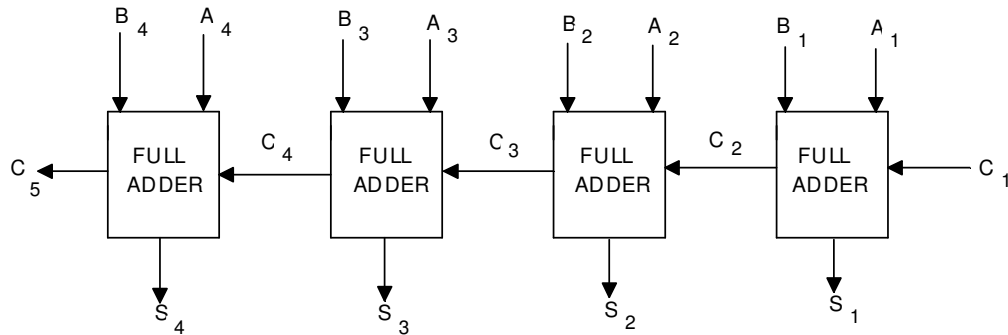 B4 A4 B3 A3 B2 A2 B1 A1
C5 FULL ADDER C4 FULL ADDER C3 FULL ADDER C2 FULL ADDER C1
S4 S3 S2 S1